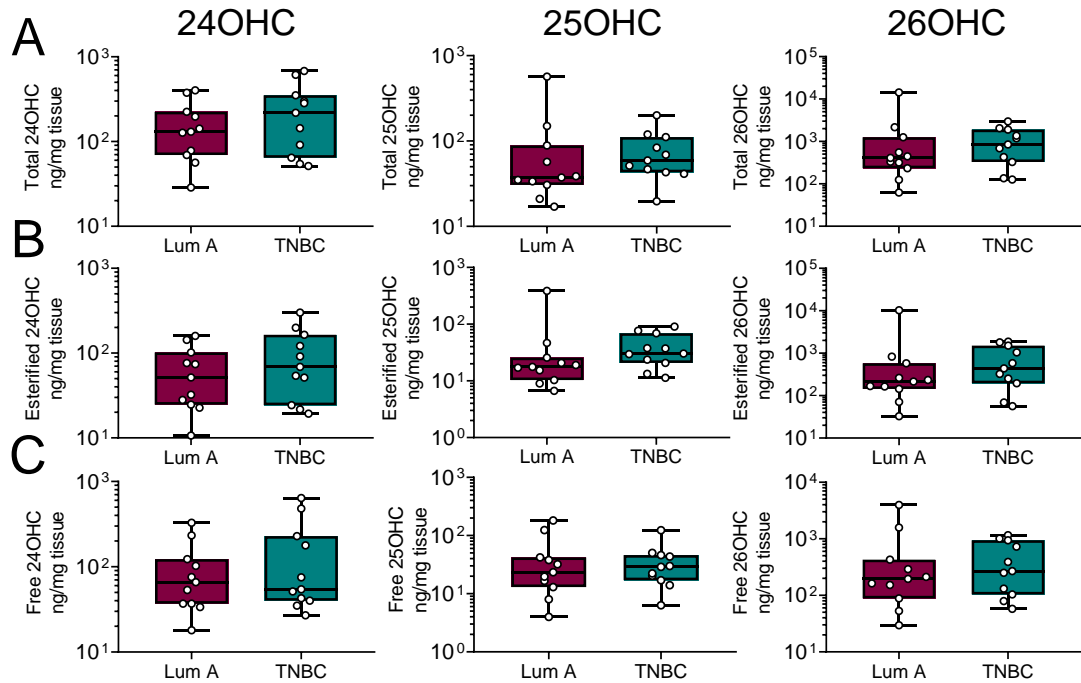 A
24OHC
25OHC
26OHC
Total 24OHC
ng/mg tissue
10³
10²
10¹
Lum A
TNBC
Total 25OHC
ng/mg tissue
10³
10²
10¹
Lum A
TNBC
Total 26OHC
ng/mg tissue
10⁵
10⁴
10³
10²
10¹
Lum A
TNBC
B
Esterified 24OHC
ng/mg tissue
10³
10²
10¹
Lum A
TNBC
Esterified 25OHC
ng/mg tissue
10³
10²
10¹
10⁰
Lum A
TNBC
Esterified 26OHC
ng/mg tissue
10⁵
10⁴
10³
10²
10¹
Lum A
TNBC
C
Free 24OHC
ng/mg tissue
10³
10²
10¹
Lum A
TNBC
Free 25OHC
ng/mg tissue
10³
10²
10¹
10⁰
Lum A
TNBC
Free 26OHC
ng/mg tissue
10⁴
10³
10²
10¹
Lum A
TNBC